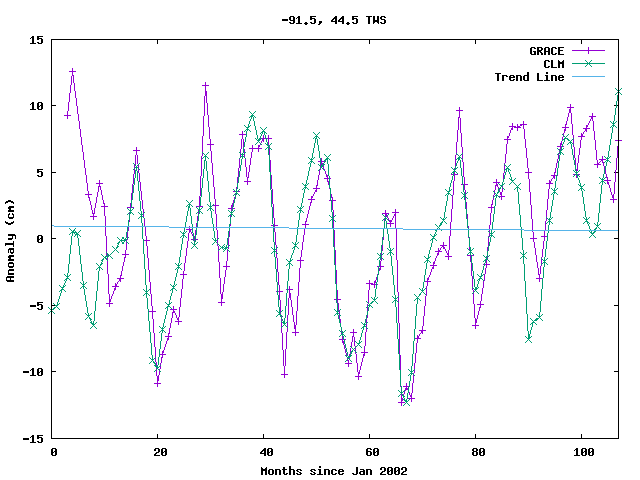 -91.5, 44.5 TWS
GRACE
CLM
Trend Line
Anomaly (cm)
15
10
5
0
-5
-10
-15
0 20 40 60 80 100
Months since Jan 2002